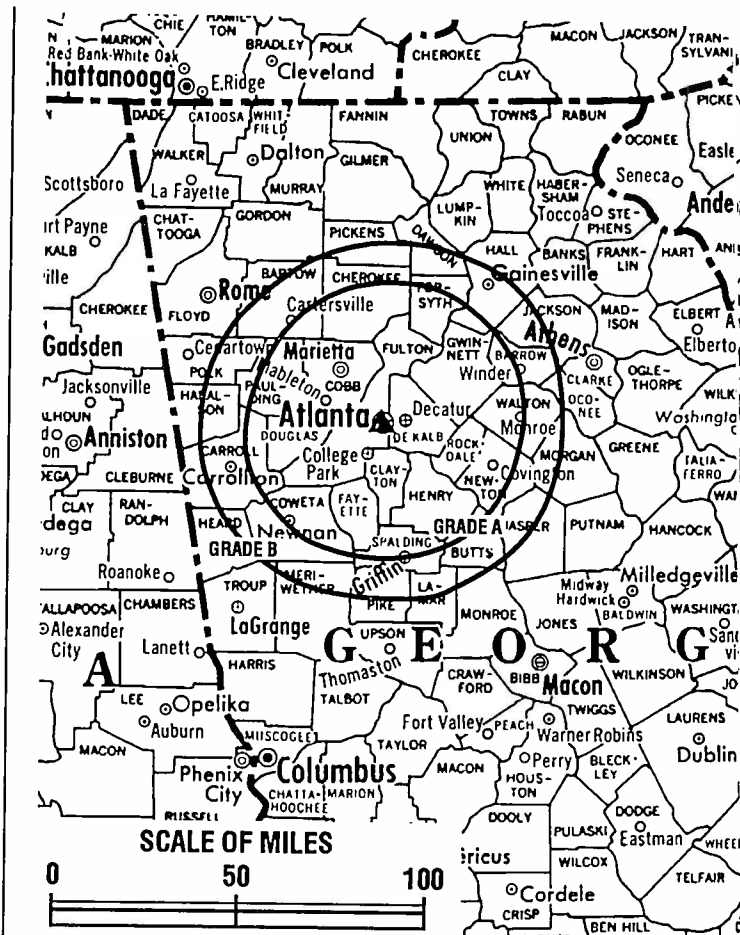 CHIE
HAMIL-
TON
MARION
BRADLEY
POLK
CHEROKEE
MACON
JACKSON
TRAN-
SYLVANI
Red Bank-White Oak
hattanooga
E.Ridge
Cleveland
CLAY
DADE
CATOOSA
WHIT
FIELD
FANNIN
TOWNS
RABUN
PICKE
UNION
OCONEE
Easle
WALKER
Dalton
GILMER
Scottsboro
La Fayette
MURRAY
WHITE
HABER-
SHAM
Seneca
LUMP-
KIN
Toccoa
STE-
PHENS
Ande
CHAT-
TOOGA
GORDON
DAWSON
irt Payne
KALB
PICKENS
HALL
BANKS
FRANK-
LIN
HART
ville
BARTOW
CHEROKEE
FOR-
SYTH
Gainesville
Rome
CHEROKEE
FLOYD
Cartersville
JACKSON
MAD-
ISON
ELBERT
Elberto
Gadsden
Cedartown
Marietta
FULTON
GWIN-
NETT
BARROW
Athens
POLK
Mableton
COBB
Winder
CLARKE
OGLE-
THORPE
Jacksonville
HARAL-
SON
PAUL-
DING
OCO-
NEE
WILK
ALHOUN
Atlanta
Decatur
WALTON
Monroe
Washingta
Anniston
DOUGLAS
DE KALB
ROCK-
DALE
GREENE
CARROLL
College
Park
CLAY-
TON
MORGAN
TALIA-
FERRO
CLEBURNE
Carrollton
NEW-
TON
Covington
CLAY
RAN-
DOLPH
COWETA
FAY-
ETTE
HENRY
HEARD
Newnan
GRADE A
JASPER
PUTNAM
HANCOCK
dega
GRADE B
SPALDING
BUTTS
Roanoke
Griffin
TROUP
MERI-
WETHER
LA-
MAR
Midway
Hardwick
Milledgeville
TALLAPOOSA
CHAMBERS
PIKE
MONROE
JONES
BALDWIN
WASHINGT
Alexander
City
LaGrange
UPSON
GEORG
Lanett
HARRIS
Thomaston
A
BIBB
Macon
WILKINSON
LEE
Opelika
TALBOT
CRAW-
FORD
TWIGGS
Auburn
Fort Valley
PEACH
LAURENS
MACON
MUSCOGEE
TAYLOR
Warner Robins
Dublin
Phenix
City
Columbus
MACON
Perry
BLECK-
LEY
HOUS-
TON
CHATTA-
HOOCHEE
MARION
RUSSELL
DOOLY
DODGE
SCALE OF MILES
PULASKI
Eastman
0 50 100
ericus
WILCOX
TELFAIR
Cordele
CRISP
BEN HILL